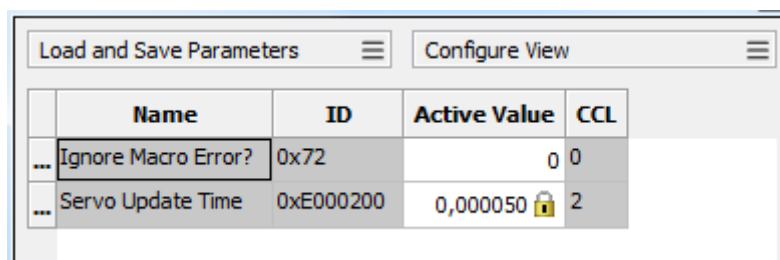 Load and Save Parameters Configure View
Name ID Active Value CCL
... Ignore Macro Error? 0x72 0 0
... Servo Update Time 0xE000200 0,000050 2